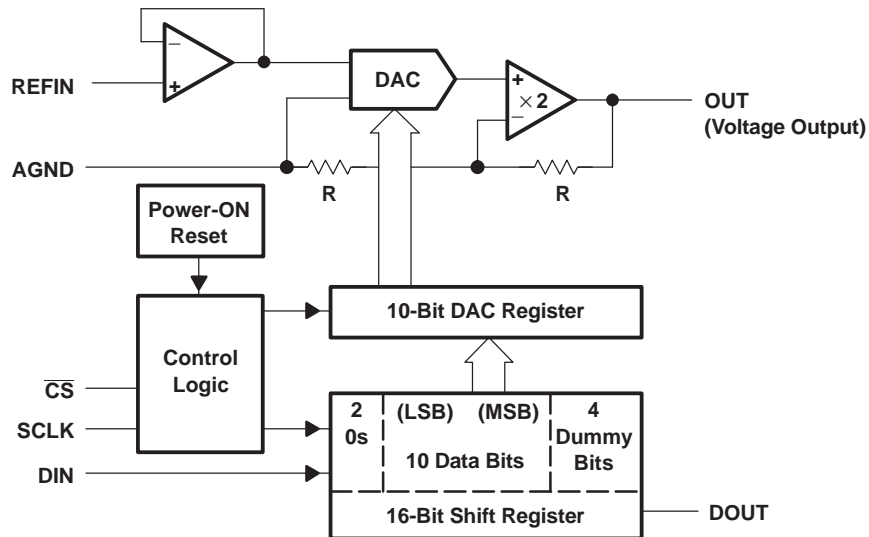 −
+
REFIN
DAC
+
× 2
−
OUT
(Voltage Output)
AGND
R
R
Power-ON
Reset
10-Bit DAC Register
Control
Logic
CS
SCLK
DIN
2
0s
(LSB) (MSB)
10 Data Bits
4
Dummy
Bits
16-Bit Shift Register
DOUT